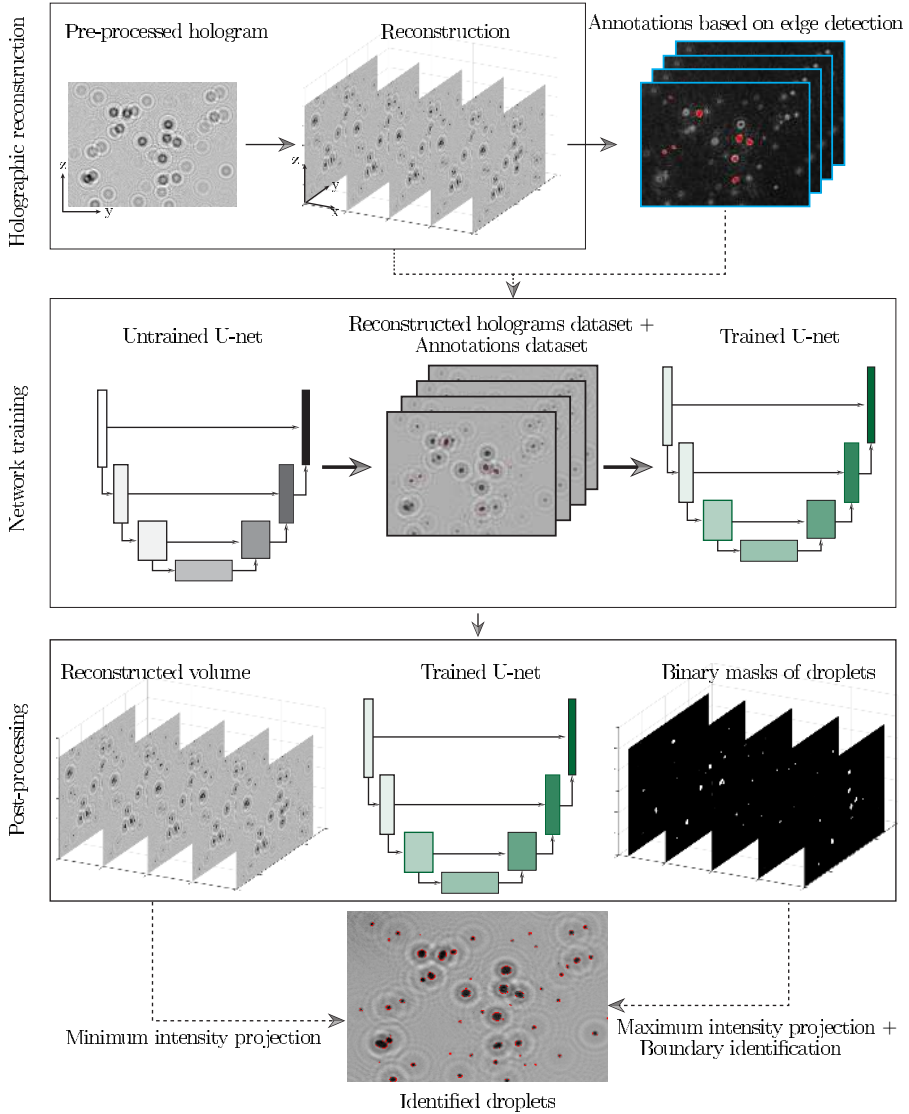 Holographic reconstruction
Pre-processed hologram
Reconstruction
Annotations based on edge detection
z
y
z
y
x
Network training
Untrained U-net
Reconstructed holograms dataset +
Annotations dataset
Trained U-net
Post-processing
Reconstructed volume
Trained U-net
Binary masks of droplets
Minimum intensity projection
Maximum intensity projection +
Boundary identification
Identified droplets